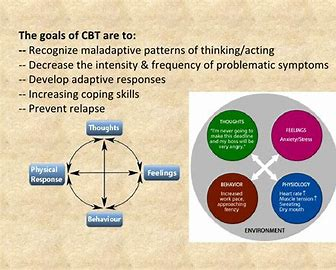 The goals of CBT are to:
-- Recognize maladaptive patterns of thinking/acting
-- Decrease the intensity & frequency of problematic symptoms
-- Develop adaptive responses
-- Increasing coping skills
-- Prevent relapse
Thoughts
Physical
Response
Feelings
Behaviour
THOUGHTS
"I'm never going to
make this deadline
and my boss will be
very angry."
FEELINGS
Anxiety/Stress
BEHAVIOR
Increased
work pace,
approaching
frenzy
PHYSIOLOGY
Heart rate↑
Muscle tension↑
Sweating
Dry mouth
ENVIRONMENT